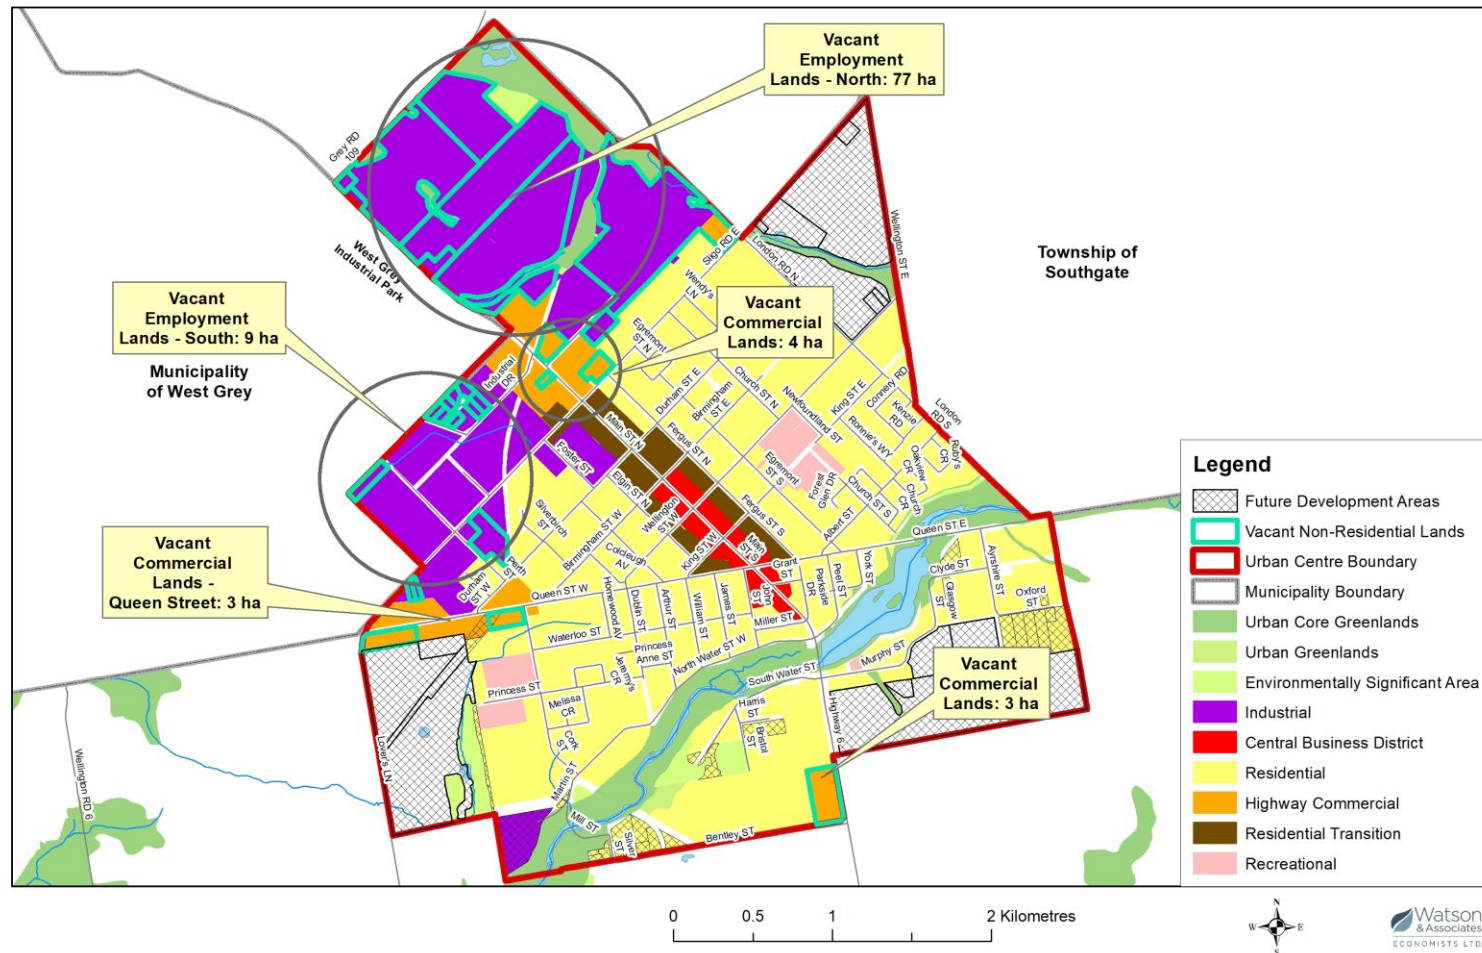 Vacant
Employment
Lands - North: 77 ha
Grey RD
109
West Grey
Industrial Park
Sligo RD E
London RD N
Wellington ST E
Township of
Southgate
Vacant
Employment
Lands - South: 9 ha
Municipality
of West Grey
Vacant
Commercial
Lands: 4 ha
Wendy's
LN
Egremont
ST N
Industrial
DR
Durham ST E
Birmingham
ST E
Church ST N
Newfoundland ST
King ST E
Connery RD
Kenzie
RD
London
RD S
Ruby's
CR
Ronnie's WY
Oakview
CR
Church
CR
Main ST N
Fergus ST N
Foster ST
Elgin ST N
Egremont
ST S
Forest
Glen DR
Church ST S
Albert ST
Silverbirch
ST
Birmingham ST W
Wellington
ST W
Fergus ST S
Colcleugh
AV
King ST W
Main
ST S
Queen ST E
Vacant
Commercial
Lands -
Queen Street: 3 ha
Perth
ST
Durham
ST W
Queen ST W
Grant
ST
York ST
Peel ST
Parkside
DR
John
ST
James ST
William ST
Arthur ST
Dublin ST
Homewood AV
Clyde ST
Glasgow
ST
Ayrshire ST
Oxford
ST
Miller ST
Waterloo ST
Princess
Anne ST
North Water ST W
South Water ST
Murphy ST
Princess ST
Jeremy's
CR
Melissa
CR
Cork
ST
Harris
ST
Bristol
ST
Highway 6
Vacant
Commercial
Lands: 3 ha
Lover's LN
Wellington RD 6
Martin ST
Mill ST
Silver
ST
Bentley ST
Legend
Future Development Areas
Vacant Non-Residential Lands
Urban Centre Boundary
Municipality Boundary
Urban Core Greenlands
Urban Greenlands
Environmentally Significant Area
Industrial
Central Business District
Residential
Highway Commercial
Residential Transition
Recreational
0 0.5 1 2 Kilometres
N
W E
S
Watson
& Associates
ECONOMISTS LTD.